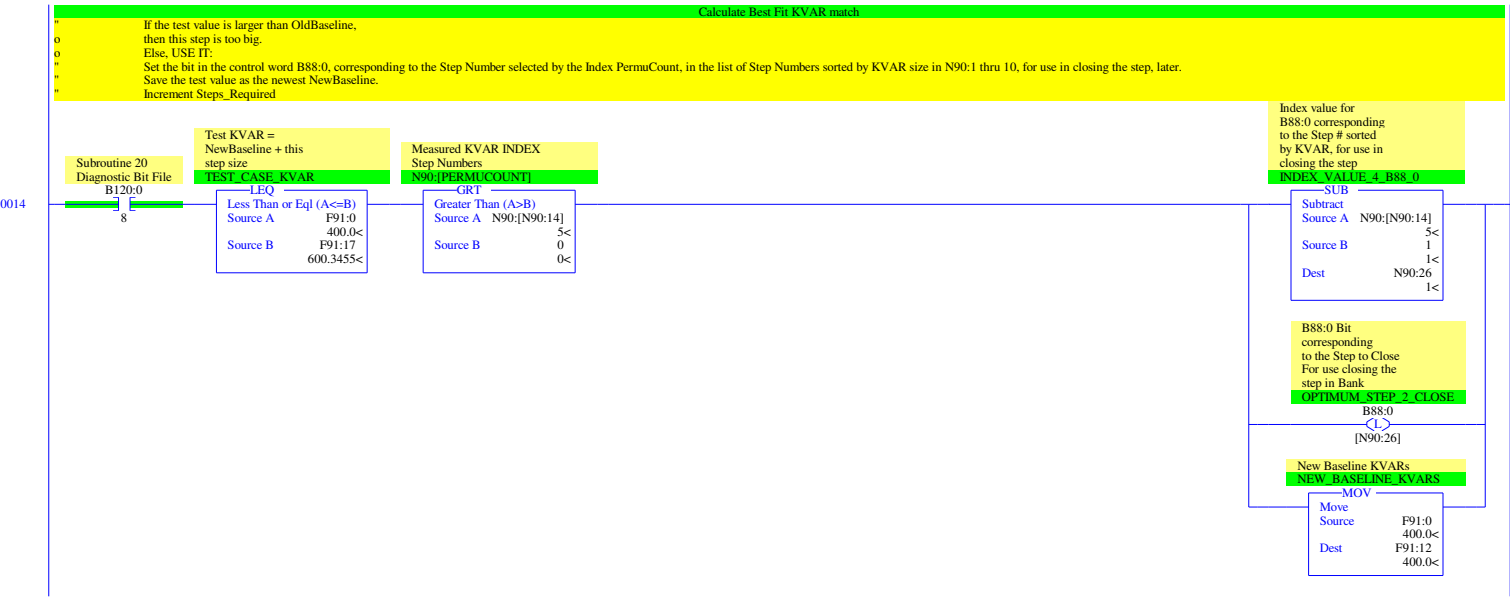 Calculate Best Fit KVAR match
" If the test value is larger than OldBaseline,
o then this step is too big.
o Else, USE IT:
" Set the bit in the control word B88:0, corresponding to the Step Number selected by the Index PermuCount, in the list of Step Numbers sorted by KVAR size in N90:1 thru 10, for use in closing the step, later.
" Save the test value as the newest NewBaseline.
" Increment Steps_Required
0014
Subroutine 20
Diagnostic Bit File
B120:0
8
Test KVAR =
NewBaseline + this
step size
TEST_CASE_KVAR
LEQ
Less Than or Eql (A<=B)
Source A F91:0
400.0<
Source B F91:17
600.3455<
Measured KVAR INDEX
Step Numbers
N90:[PERMUCOUNT]
GRT
Greater Than (A>B)
Source A N90:[N90:14]
5<
Source B 0
0<
Index value for
B88:0 corresponding
to the Step # sorted
by KVAR, for use in
closing the step
INDEX_VALUE_4_B88_0
SUB
Subtract
Source A N90:[N90:14]
5<
Source B 1
1<
Dest N90:26
1<
B88:0 Bit
corresponding
to the Step to Close
For use closing the
step in Bank
OPTIMUM_STEP_2_CLOSE
B88:0
L
[N90:26]
New Baseline KVARs
NEW_BASELINE_KVARS
MOV
Move
Source F91:0
400.0<
Dest F91:12
400.0<